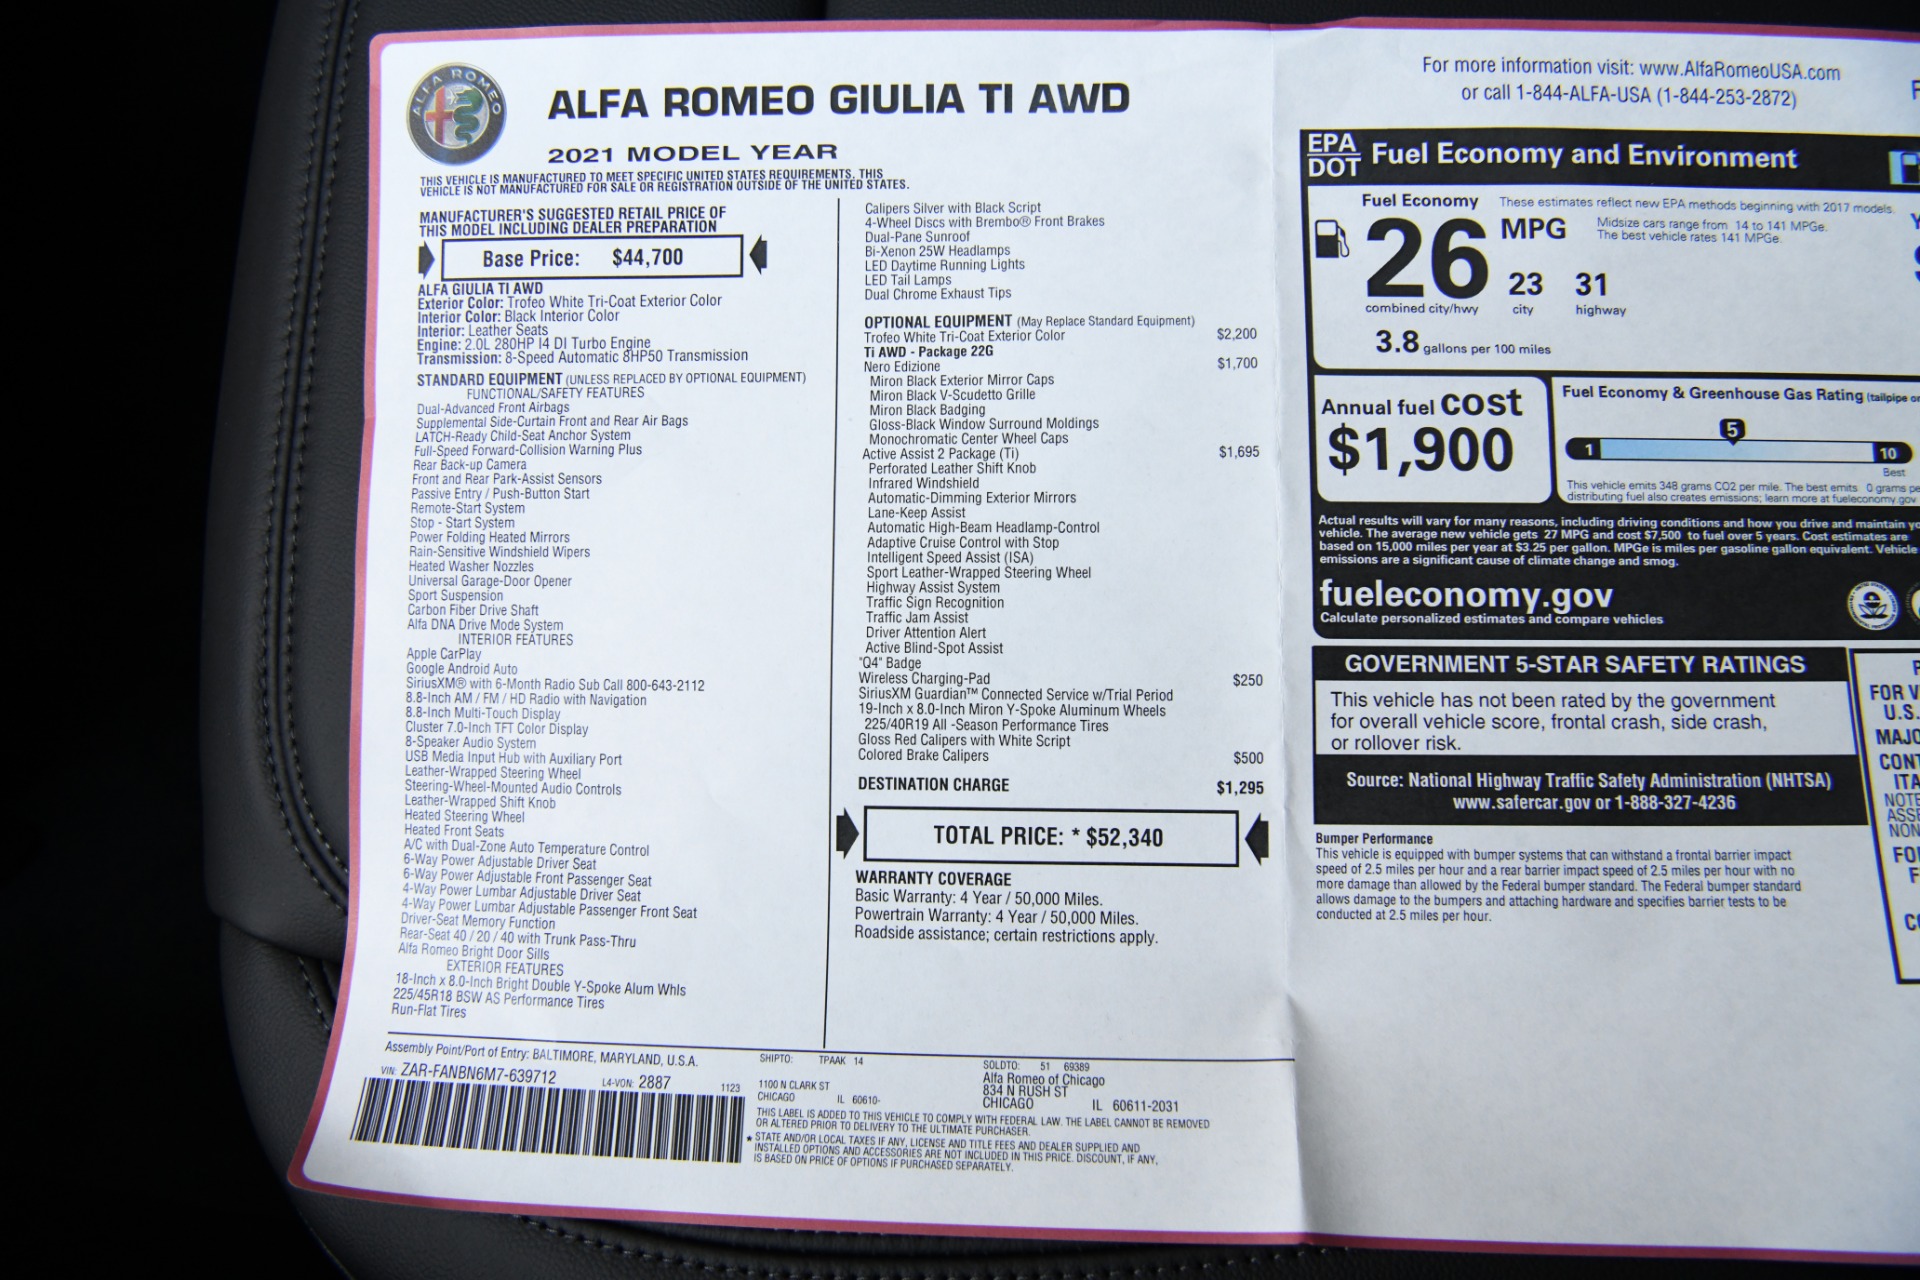 ALFA ROMEO
ALFA ROMEO GIULIA TI AWD
2021 MODEL YEAR
THIS VEHICLE IS MANUFACTURED TO MEET SPECIFIC UNITED STATES REQUIREMENTS. THIS
VEHICLE IS NOT MANUFACTURED FOR SALE OR REGISTRATION OUTSIDE OF THE UNITED STATES.
MANUFACTURER'S SUGGESTED RETAIL PRICE OF
THIS MODEL INCLUDING DEALER PREPARATION
Base Price: $44,700
ALFA GIULIA TI AWD
Exterior Color: Trofeo White Tri-Coat Exterior Color
Interior Color: Black Interior Color
Interior: Leather Seats
Engine: 2.0L 280HP I4 DI Turbo Engine
Transmission: 8-Speed Automatic 8HP50 Transmission
STANDARD EQUIPMENT (UNLESS REPLACED BY OPTIONAL EQUIPMENT)
FUNCTIONAL/SAFETY FEATURES
Dual-Advanced Front Airbags
Supplemental Side-Curtain Front and Rear Air Bags
LATCH-Ready Child-Seat Anchor System
Full-Speed Forward-Collision Warning Plus
Rear Back-up Camera
Front and Rear Park-Assist Sensors
Passive Entry / Push-Button Start
Remote-Start System
Stop - Start System
Power Folding Heated Mirrors
Rain-Sensitive Windshield Wipers
Heated Washer Nozzles
Universal Garage-Door Opener
Sport Suspension
Carbon Fiber Drive Shaft
Alfa DNA Drive Mode System
INTERIOR FEATURES
Apple CarPlay
Google Android Auto
SiriusXM® with 6-Month Radio Sub Call 800-643-2112
8.8-Inch AM / FM / HD Radio with Navigation
8.8-Inch Multi-Touch Display
Cluster 7.0-Inch TFT Color Display
8-Speaker Audio System
USB Media Input Hub with Auxiliary Port
Leather-Wrapped Steering Wheel
Steering-Wheel-Mounted Audio Controls
Leather-Wrapped Shift Knob
Heated Steering Wheel
Heated Front Seats
A/C with Dual-Zone Auto Temperature Control
6-Way Power Adjustable Driver Seat
6-Way Power Adjustable Front Passenger Seat
4-Way Power Lumbar Adjustable Driver Seat
4-Way Power Lumbar Adjustable Passenger Front Seat
Driver-Seat Memory Function
Rear-Seat 40 / 20 / 40 with Trunk Pass-Thru
Alfa Romeo Bright Door Sills
EXTERIOR FEATURES
18-Inch x 8.0-Inch Bright Double Y-Spoke Alum Whls
225/45R18 BSW AS Performance Tires
Run-Flat Tires
Calipers Silver with Black Script
4-Wheel Discs with Brembo® Front Brakes
Dual-Pane Sunroof
Bi-Xenon 25W Headlamps
LED Daytime Running Lights
LED Tail Lamps
Dual Chrome Exhaust Tips
OPTIONAL EQUIPMENT (May Replace Standard Equipment)
Trofeo White Tri-Coat Exterior Color $2,200
Ti AWD - Package 22G
Nero Edizione $1,700
Miron Black Exterior Mirror Caps
Miron Black V-Scudetto Grille
Miron Black Badging
Gloss-Black Window Surround Moldings
Monochromatic Center Wheel Caps
Active Assist 2 Package (Ti) $1,695
Perforated Leather Shift Knob
Infrared Windshield
Automatic-Dimming Exterior Mirrors
Lane-Keep Assist
Automatic High-Beam Headlamp-Control
Adaptive Cruise Control with Stop
Intelligent Speed Assist (ISA)
Sport Leather-Wrapped Steering Wheel
Highway Assist System
Traffic Sign Recognition
Traffic Jam Assist
Driver Attention Alert
Active Blind-Spot Assist
"Q4" Badge
Wireless Charging-Pad $250
SiriusXM Guardian™ Connected Service w/Trial Period
19-Inch x 8.0-Inch Miron Y-Spoke Aluminum Wheels
225/40R19 All -Season Performance Tires
Gloss Red Calipers with White Script
Colored Brake Calipers $500
DESTINATION CHARGE $1,295
TOTAL PRICE: * $52,340
WARRANTY COVERAGE
Basic Warranty: 4 Year / 50,000 Miles.
Powertrain Warranty: 4 Year / 50,000 Miles.
Roadside assistance; certain restrictions apply.
Assembly Point/Port of Entry: BALTIMORE, MARYLAND, U.S.A.
VIN: ZAR-FANBN6M7-639712 L4-VON: 2887 1123
SHIPTO: TPAAK 14
1100 N CLARK ST
CHICAGO IL 60610-
SOLDTO: 51 69389
Alfa Romeo of Chicago
834 N RUSH ST
CHICAGO IL 60611-2031
THIS LABEL IS ADDED TO THIS VEHICLE TO COMPLY WITH FEDERAL LAW. THE LABEL CANNOT BE REMOVED
OR ALTERED PRIOR TO DELIVERY TO THE ULTIMATE PURCHASER.
* STATE AND/OR LOCAL TAXES IF ANY, LICENSE AND TITLE FEES AND DEALER SUPPLIED AND
INSTALLED OPTIONS AND ACCESSORIES ARE NOT INCLUDED IN THIS PRICE. DISCOUNT, IF ANY,
IS BASED ON PRICE OF OPTIONS IF PURCHASED SEPARATELY.
For more information visit: www.AlfaRomeoUSA.com
or call 1-844-ALFA-USA (1-844-253-2872)
EPA
DOT Fuel Economy and Environment
Fuel Economy
These estimates reflect new EPA methods beginning with 2017 models.
26 MPG
Midsize cars range from 14 to 141 MPGe.
The best vehicle rates 141 MPGe.
23 31
combined city/hwy city highway
3.8 gallons per 100 miles
Annual fuel cost
$1,900
Fuel Economy & Greenhouse Gas Rating (tailpipe
5
1 10
Best
This vehicle emits 348 grams CO2 per mile. The best emits 0 grams
distributing fuel also creates emissions; learn more at fueleconomy.gov
Actual results will vary for many reasons, including driving conditions and how you drive and maintain
vehicle. The average new vehicle gets 27 MPG and cost $7,500 to fuel over 5 years. Cost estimates are
based on 15,000 miles per year at $3.25 per gallon. MPGe is miles per gasoline gallon equivalent. Vehicle
emissions are a significant cause of climate change and smog.
fueleconomy.gov
Calculate personalized estimates and compare vehicles
GOVERNMENT 5-STAR SAFETY RATINGS
This vehicle has not been rated by the government
for overall vehicle score, frontal crash, side crash,
or rollover risk.
Source: National Highway Traffic Safety Administration (NHTSA)
www.safercar.gov or 1-888-327-4236
Bumper Performance
This vehicle is equipped with bumper systems that can withstand a frontal barrier impact
speed of 2.5 miles per hour and a rear barrier impact speed of 2.5 miles per hour with no
more damage than allowed by the Federal bumper standard. The Federal bumper standard
allows damage to the bumpers and attaching hardware and specifies barrier tests to be
conducted at 2.5 miles per hour.
FOR V
U.S.
MAJO
CONT
ITA
NOTE
ASSE
NON
FO